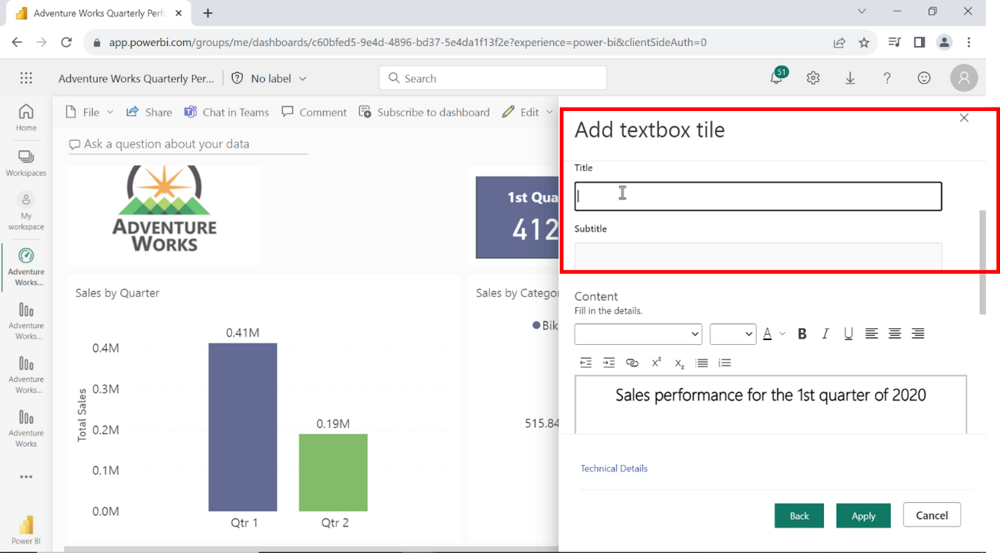 Adventure Works Quarterly Perf
app.powerbi.com/groups/me/dashboards/c60bfed5-9e4d-4896-bd37-5e4da1f13f2e?experience=power-bi&clientSideAuth=0
Adventure Works Quarterly Per... No label Search 51
File Share Chat in Teams Comment Subscribe to dashboard Edit
Home
Workspaces
My
workspace
Adventure
Works...
Adventure
Works...
Adventure
Works...
Adventure
Works
Power BI
Ask a question about your data
ADVENTURE
WORKS
1st Qua
412
Sales by Quarter
Total Sales
0.4M
0.3M
0.2M
0.1M
0.0M
0.41M
0.19M
Qtr 1 Qtr 2
Sales by Catego
Bik
515.84
Add textbox tile
Title
Subtitle
Content
Fill in the details.
A B I U
x²
x₂
Sales performance for the 1st quarter of 2020
Technical Details
Back Apply Cancel